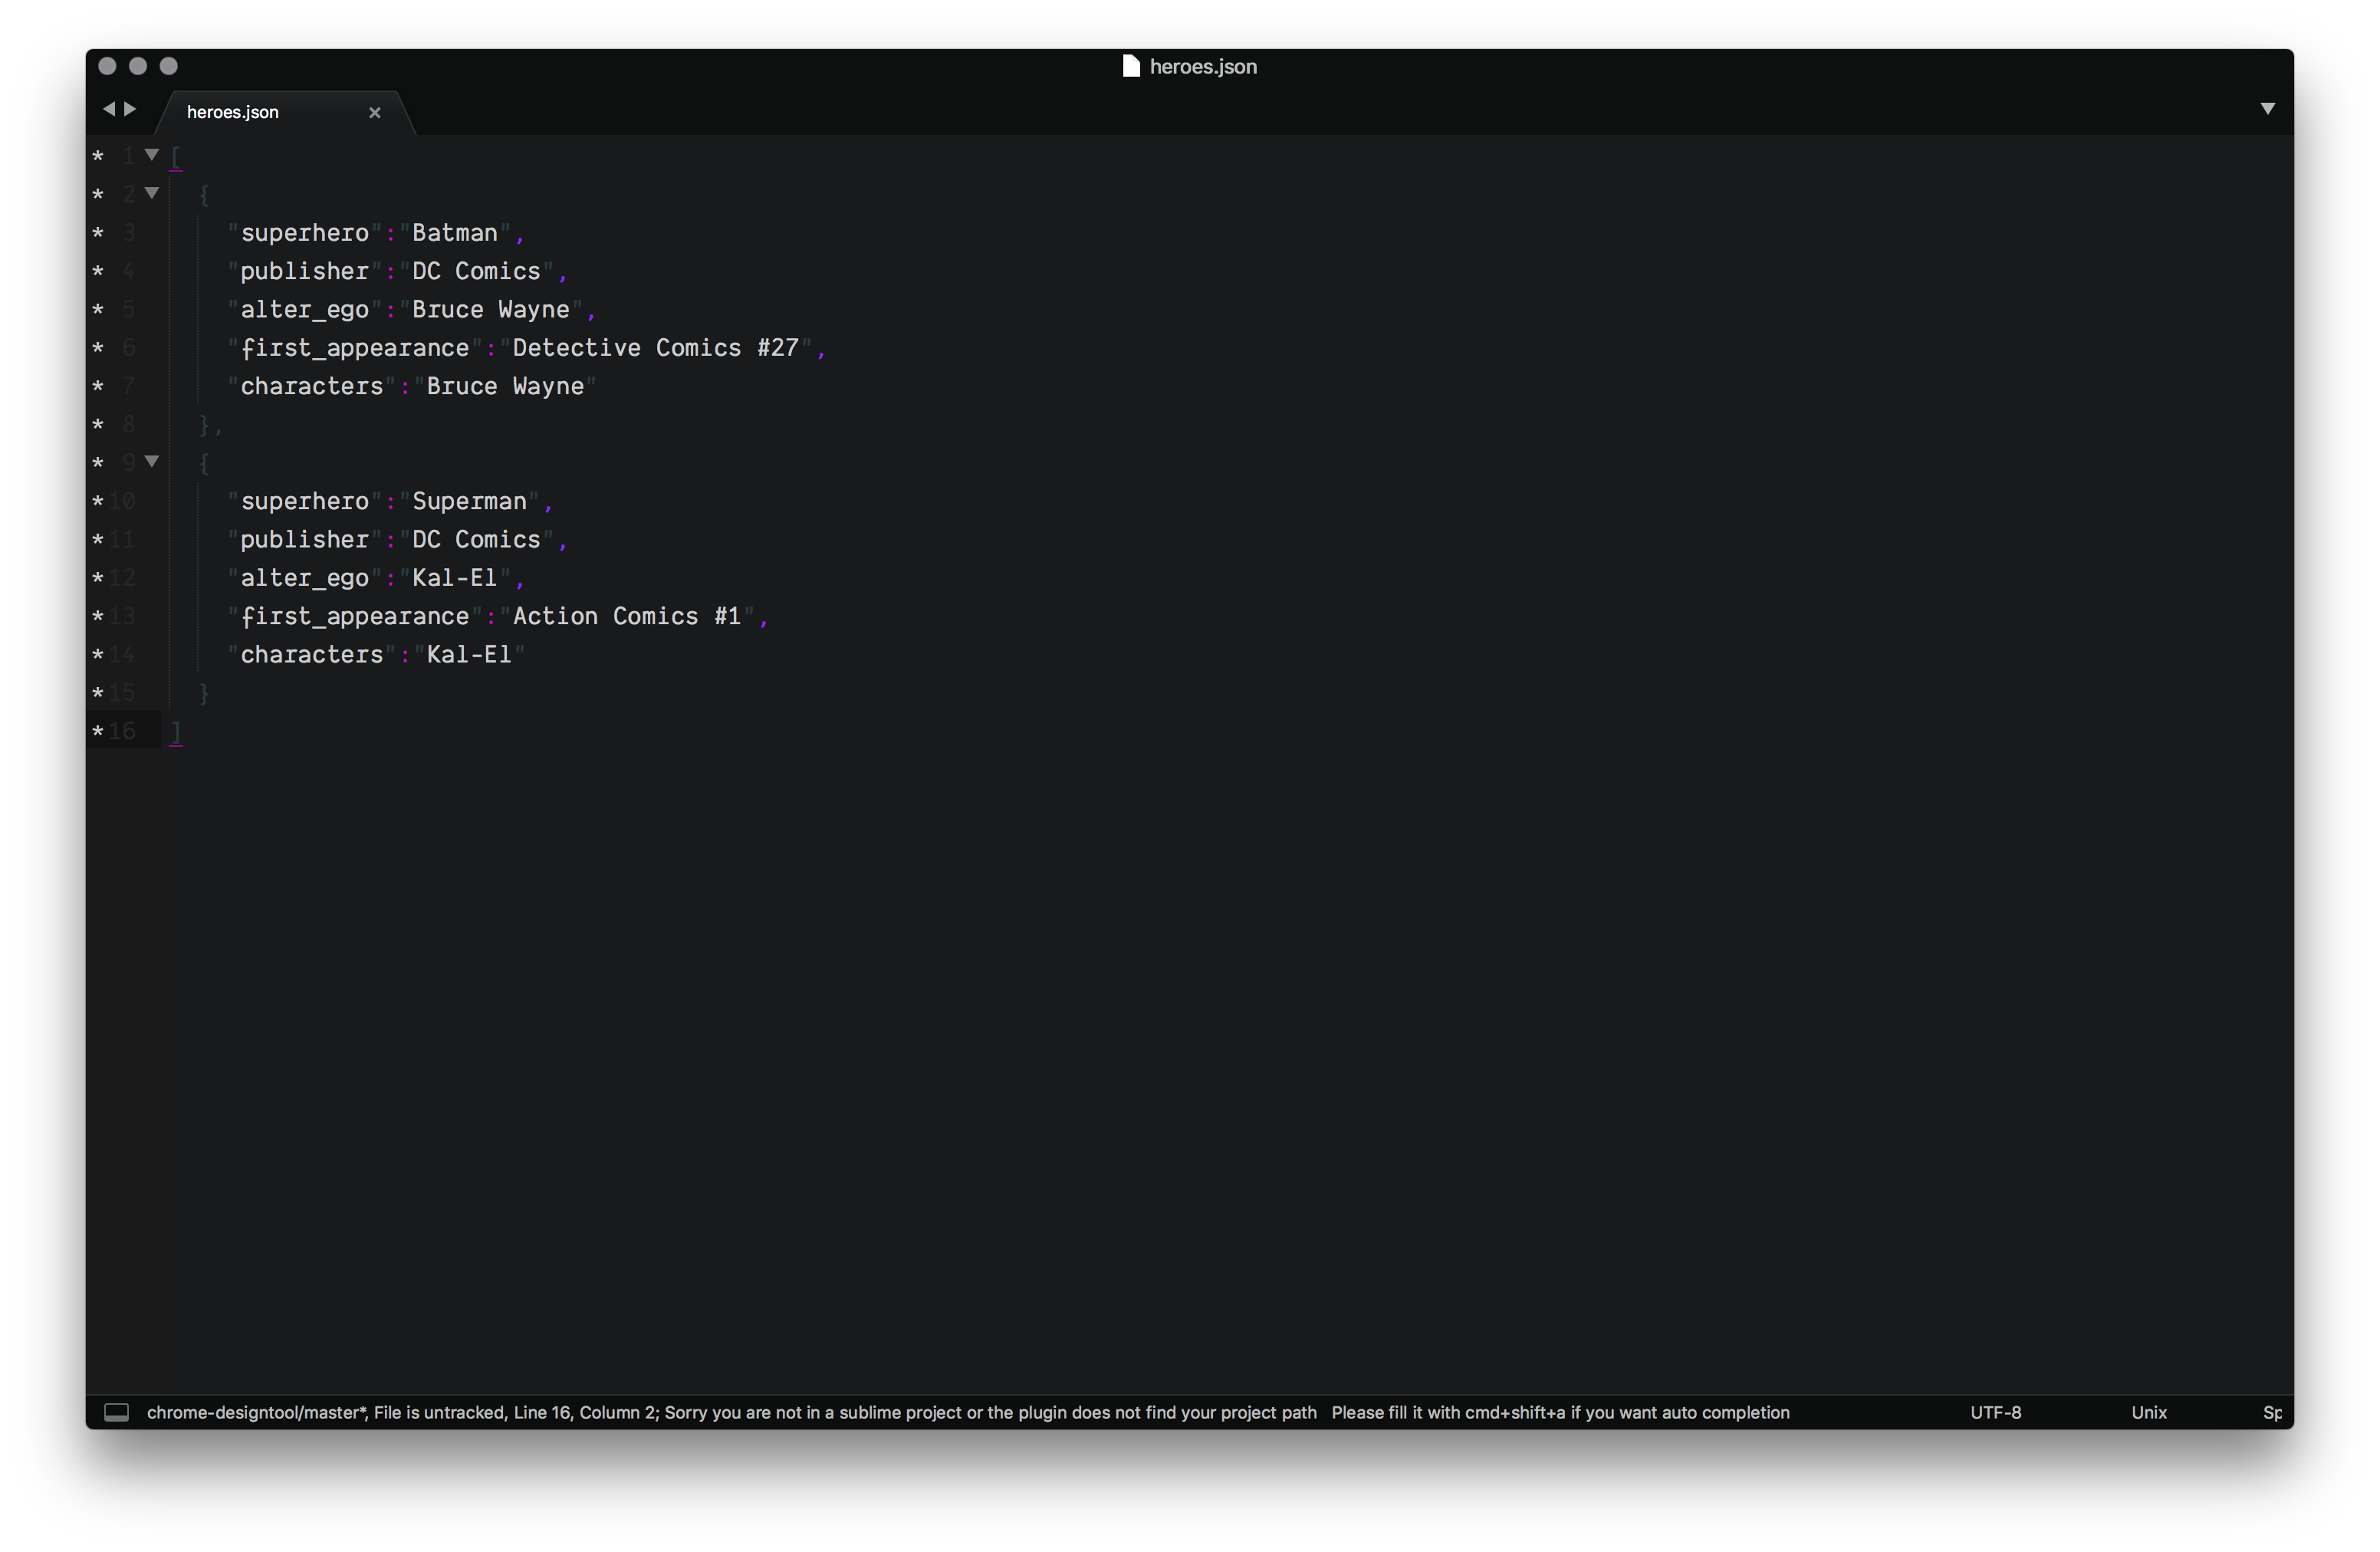 heroes.json
heroes.json ×
* 1 ▼ [
* 2 ▼ {
* 3 "superhero":"Batman",
* 4 "publisher":"DC Comics",
* 5 "alter_ego":"Bruce Wayne",
* 6 "first_appearance":"Detective Comics #27",
* 7 "characters":"Bruce Wayne"
* 8 },
* 9 ▼ {
*10 "superhero":"Superman",
*11 "publisher":"DC Comics",
*12 "alter_ego":"Kal-El",
*13 "first_appearance":"Action Comics #1",
*14 "characters":"Kal-El"
*15 }
*16 ]
chrome-designtool/master*, File is untracked, Line 16, Column 2; Sorry you are not in a sublime project or the plugin does not find your project path Please fill it with cmd+shift+a if you want auto completion UTF-8 Unix Sp